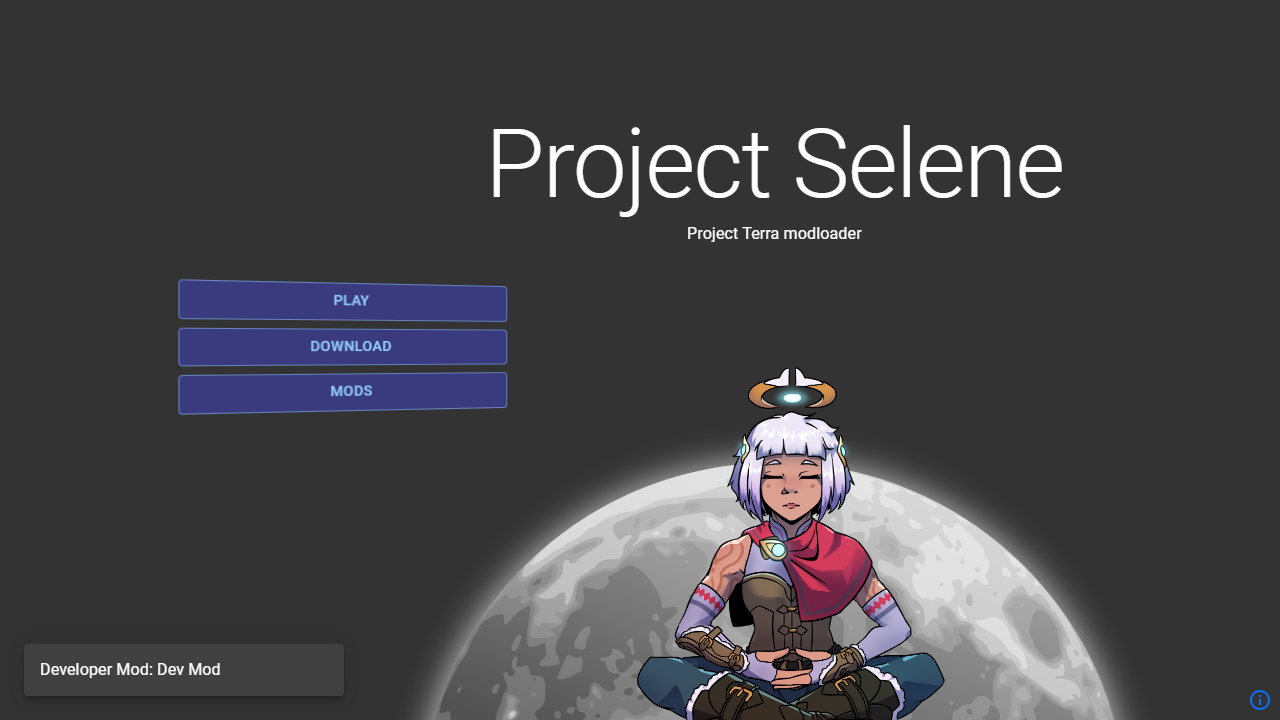 Project Selene
Project Terra modloader
PLAY
DOWNLOAD
MODS
Developer Mod: Dev Mod